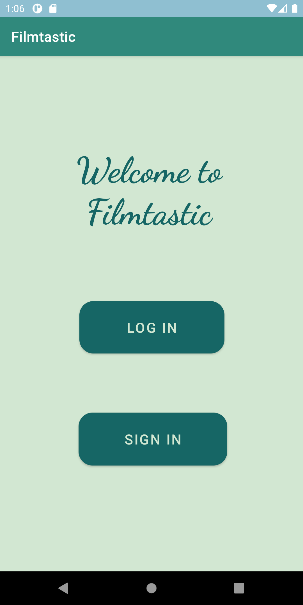 1:06
Filmtastic
Welcome to
Filmtastic
LOG IN
SIGN IN